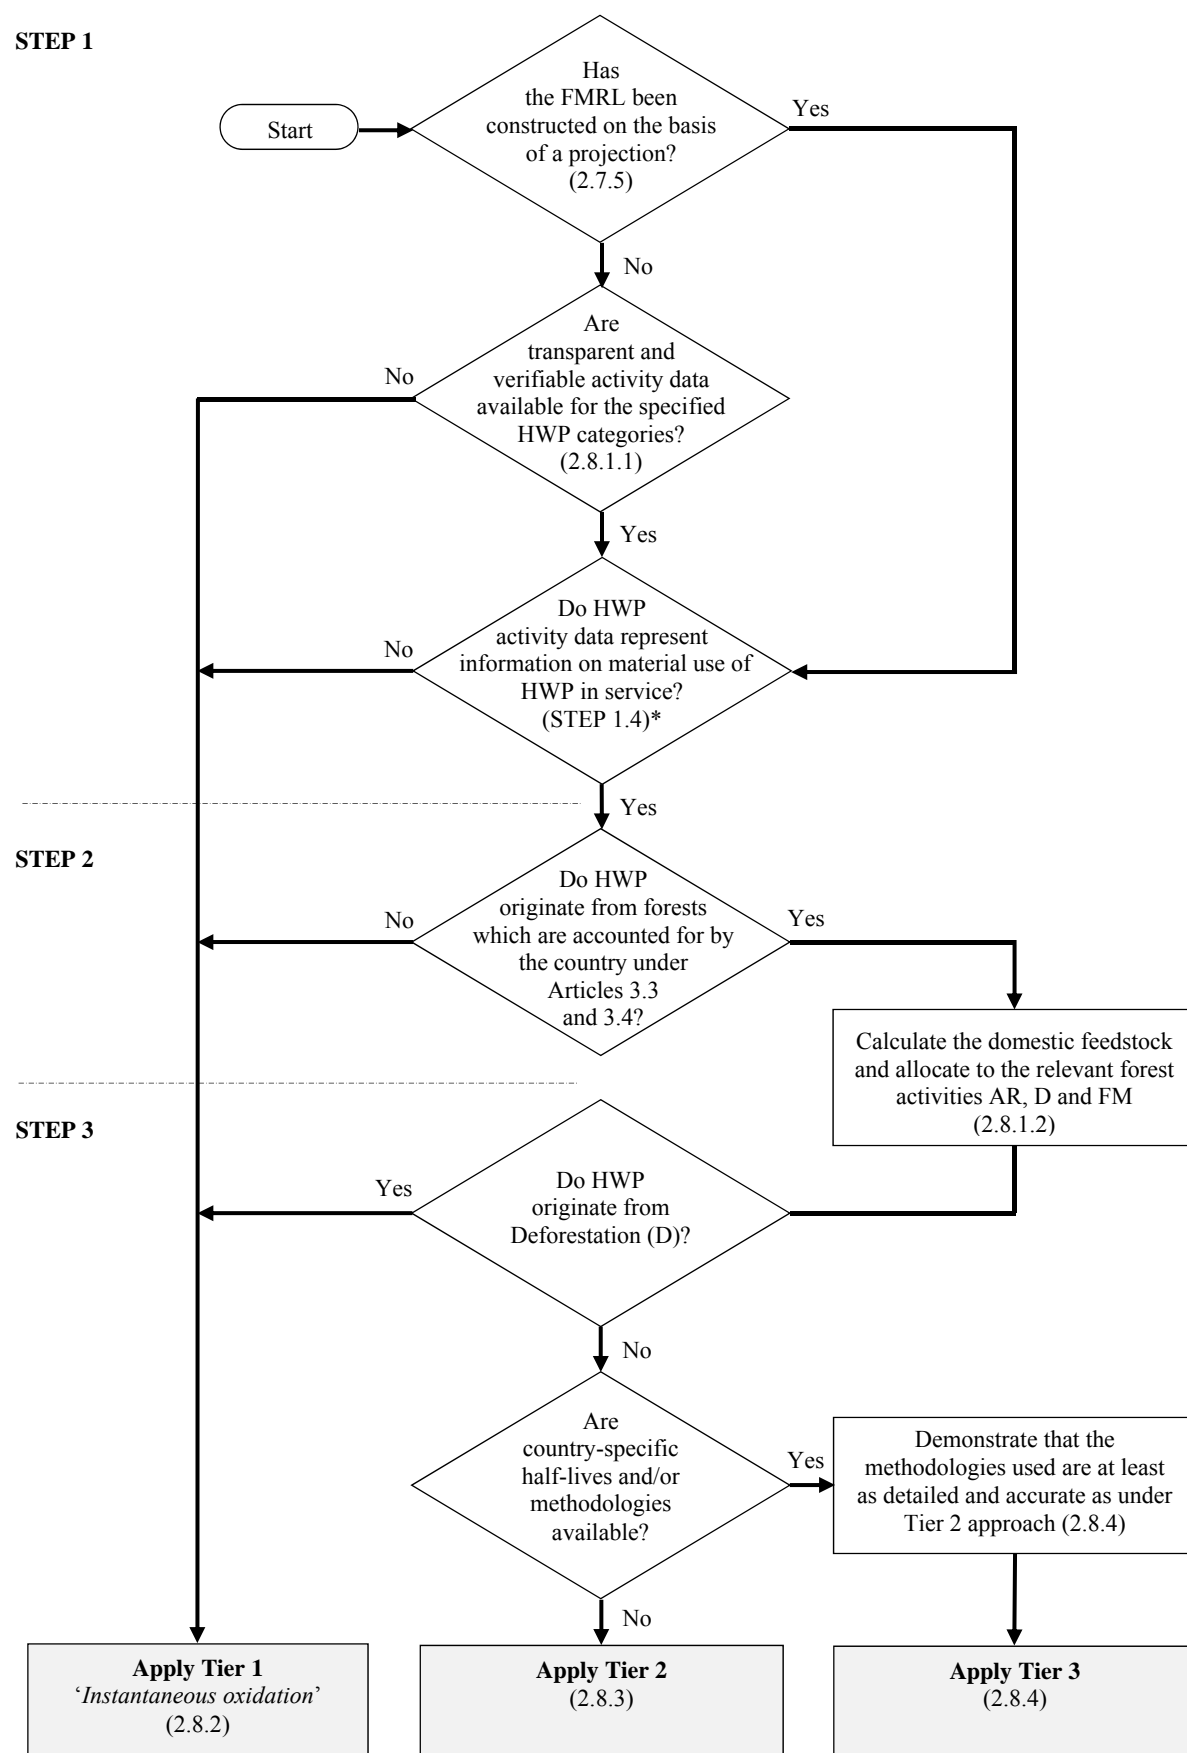 STEP 1
Has
the FMRL been
constructed on the basis
of a projection?
(2.7.5)
Start
Yes
No
Are
transparent and
verifiable activity data
available for the specified
HWP categories?
(2.8.1.1)
No
Yes
Do HWP
activity data represent
information on material use of
HWP in service?
(STEP 1.4)*
No
Yes
STEP 2
Do HWP
originate from forests
which are accounted for by
the country under
Articles 3.3
and 3.4?
No
Yes
Calculate the domestic feedstock
and allocate to the relevant forest
activities AR, D and FM
(2.8.1.2)
STEP 3
Do HWP
originate from
Deforestation (D)?
Yes
No
Are
country-specific
half-lives and/or
methodologies
available?
Yes
Demonstrate that the
methodologies used are at least
as detailed and accurate as under
Tier 2 approach (2.8.4)
No
Apply Tier 1
‘Instantaneous oxidation’
(2.8.2)
Apply Tier 2
(2.8.3)
Apply Tier 3
(2.8.4)